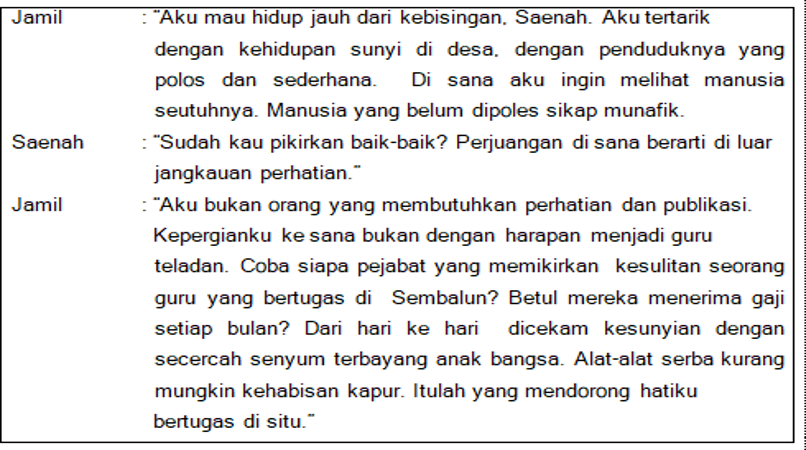 Jamil : “Aku mau hidup jauh dari kebisingan, Saenah. Aku tertarik
dengan kehidupan sunyi di desa, dengan penduduknya yang
polos dan sederhana. Di sana aku ingin melihat manusia
seutuhnya. Manusia yang belum dipoles sikap munafik.
Saenah : “Sudah kau pikirkan baik-baik? Perjuangan di sana berarti di luar
jangkauan perhatian.”
Jamil : “Aku bukan orang yang membutuhkan perhatian dan publikasi.
Kepergianku ke sana bukan dengan harapan menjadi guru
teladan. Coba siapa pejabat yang memikirkan kesulitan seorang
guru yang bertugas di Sembalun? Betul mereka menerima gaji
setiap bulan? Dari hari ke hari dicekam kesunyian dengan
secercah senyum terbayang anak bangsa. Alat-alat serba kurang
mungkin kehabisan kapur. Itulah yang mendorong hatiku
bertugas di situ.”